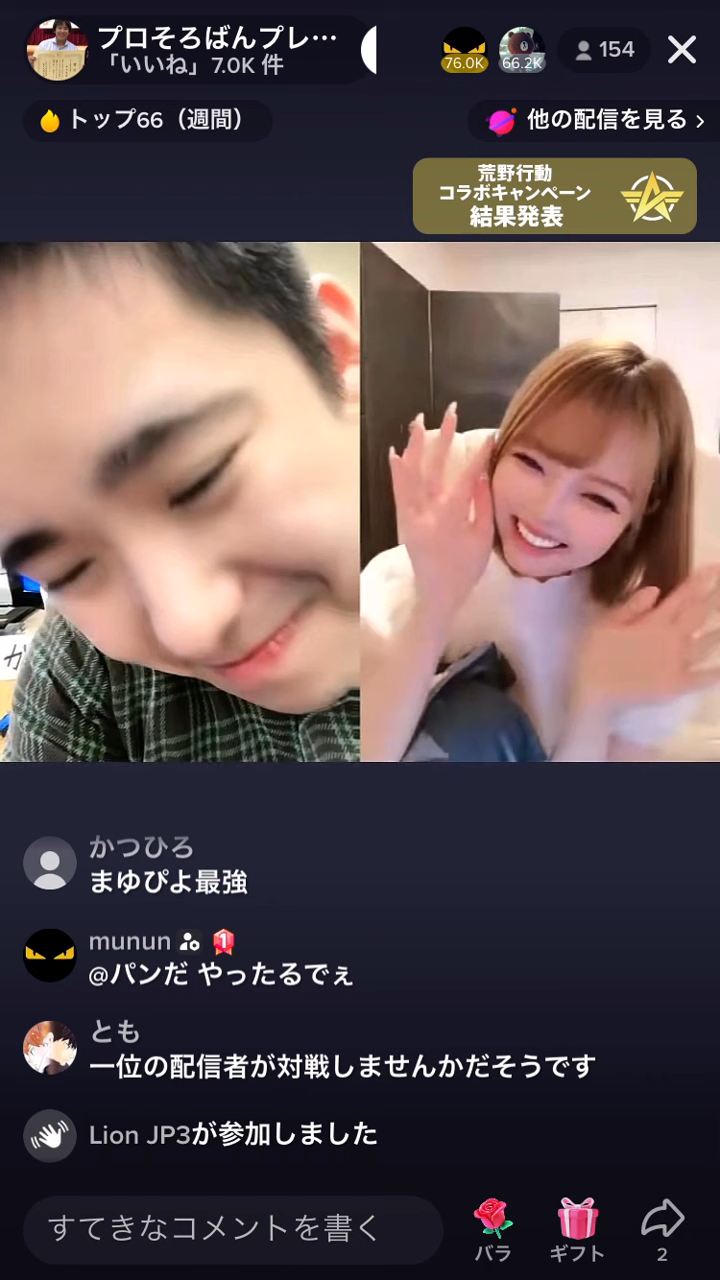 プロそろばんプレ…
「いいね」7.0K 件
76.0K
66.2K
154
トップ66（週間）
他の配信を見る
荒野行動
コラボキャンペーン
結果発表
か
かつひろ
まゆぴよ最強
munun
1
@パンだ やったるでぇ
とも
一位の配信者が対戦しませんかだそうです
Lion JP3が参加しました
すてきなコメントを書く
バラ
ギフト
2